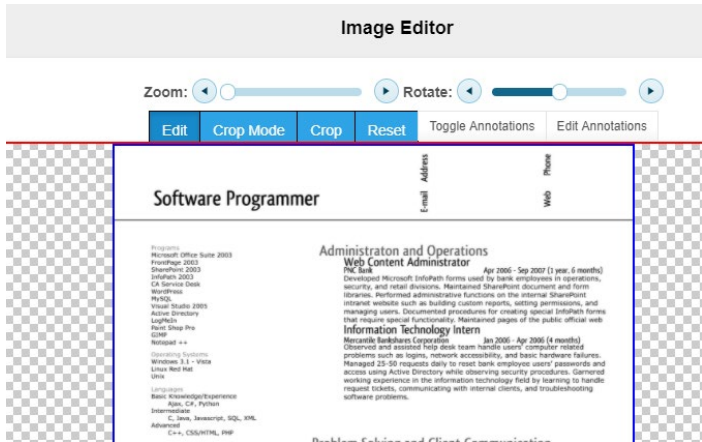 Image Editor
Zoom:
Rotate:
Edit
Crop Mode
Crop
Reset
Toggle Annotations
Edit Annotations
Software Programmer
Address
E-mail
Phone
Web
Programs
Microsoft Office Suite 2003
FrontPage 2003
SharePoint 2003
InfoPath 2003
CA Service Desk
WordPress
MySQL
Visual Studio 2005
Active Directory
LogMeIn
Paint Shop Pro
GIMP
Notepad ++
Operating Systems
Windows 3.1 - Vista
Linux Red Hat
Unix
Languages
Basic Knowledge/Experience
Ajax, C#, Python
Intermediate
C, Java, Javascript, SQL, XML
Advanced
C++, CSS/HTML, PHP
Administraton and Operations
Web Content Administrator
PNC Bank Apr 2006 - Sep 2007 (1 year, 6 months)
Developed Microsoft InfoPath forms used by bank employees in operations,
security, and retail divisions. Maintained SharePoint document and form
libraries. Performed administrative functions on the internal SharePoint
intranet website such as building custom reports, setting permissions, and
managing users. Documented procedures for creating special InfoPath forms
that require special functionality. Maintained pages of the public official web
Information Technology Intern
Mercantile Bankshares Corporation Jan 2006 - Apr 2006 (4 months)
Observed and assisted help desk team handle users' computer related
problems such as logins, network accessibility, and basic hardware failures.
Managed 25-50 requests daily to reset bank employee users' passwords and
access using Active Directory while observing security procedures. Garnered
working experience in the information technology field by learning to handle
request tickets, communicating with internal clients, and troubleshooting
software problems.
Problem Solving and Client Communication